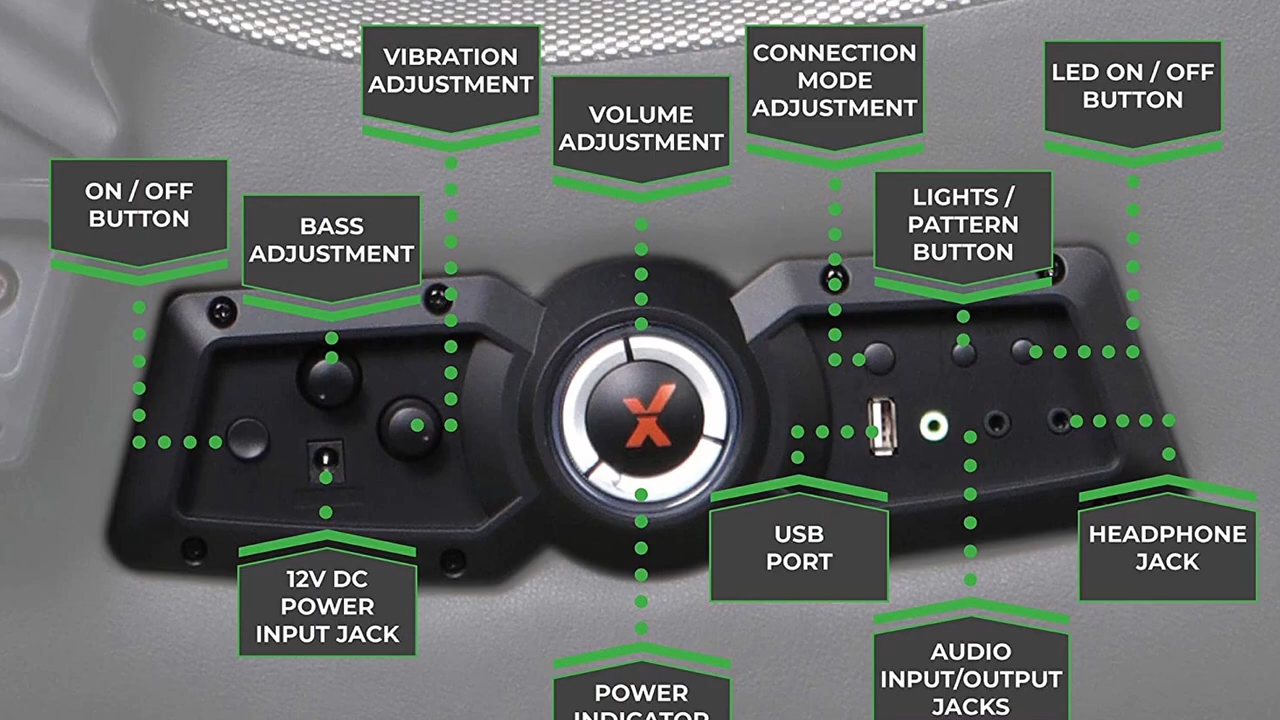 VIBRATION
ADJUSTMENT
VOLUME
ADJUSTMENT
CONNECTION
MODE
ADJUSTMENT
LED ON / OFF
BUTTON
ON / OFF
BUTTON
BASS
ADJUSTMENT
LIGHTS /
PATTERN
BUTTON
X
12V DC
POWER
INPUT JACK
USB
PORT
HEADPHONE
JACK
POWER
INDICATOR
AUDIO
INPUT/OUTPUT
JACKS